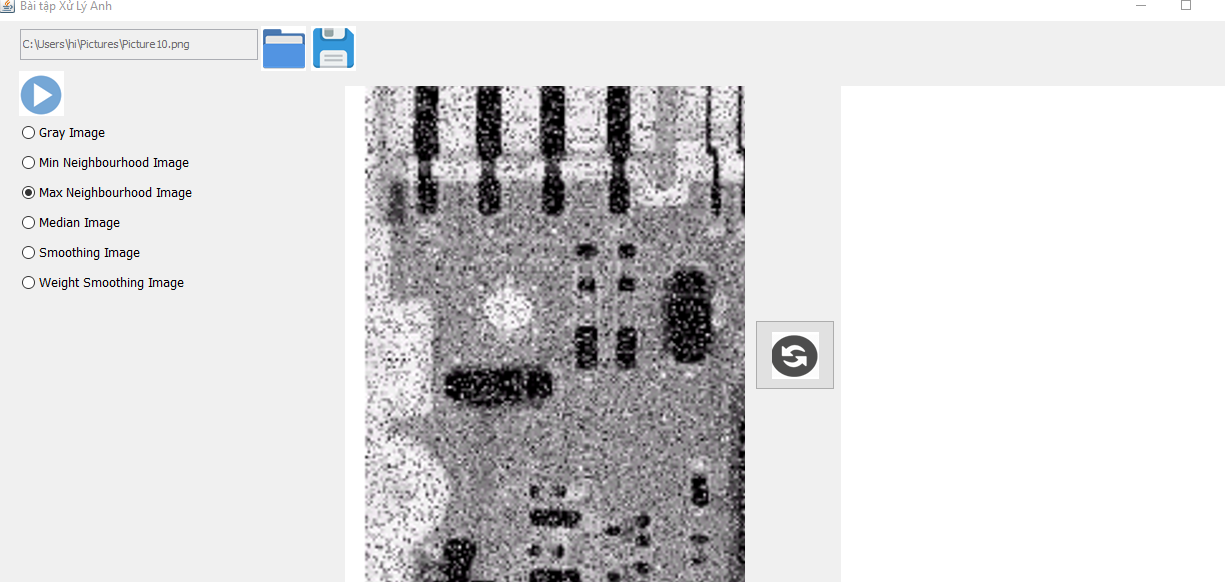 Bài tập Xử Lý Ảnh
C:\Users\hi\Pictures\Picture10.png
Gray Image
Min Neighbourhood Image
Max Neighbourhood Image
Median Image
Smoothing Image
Weight Smoothing Image